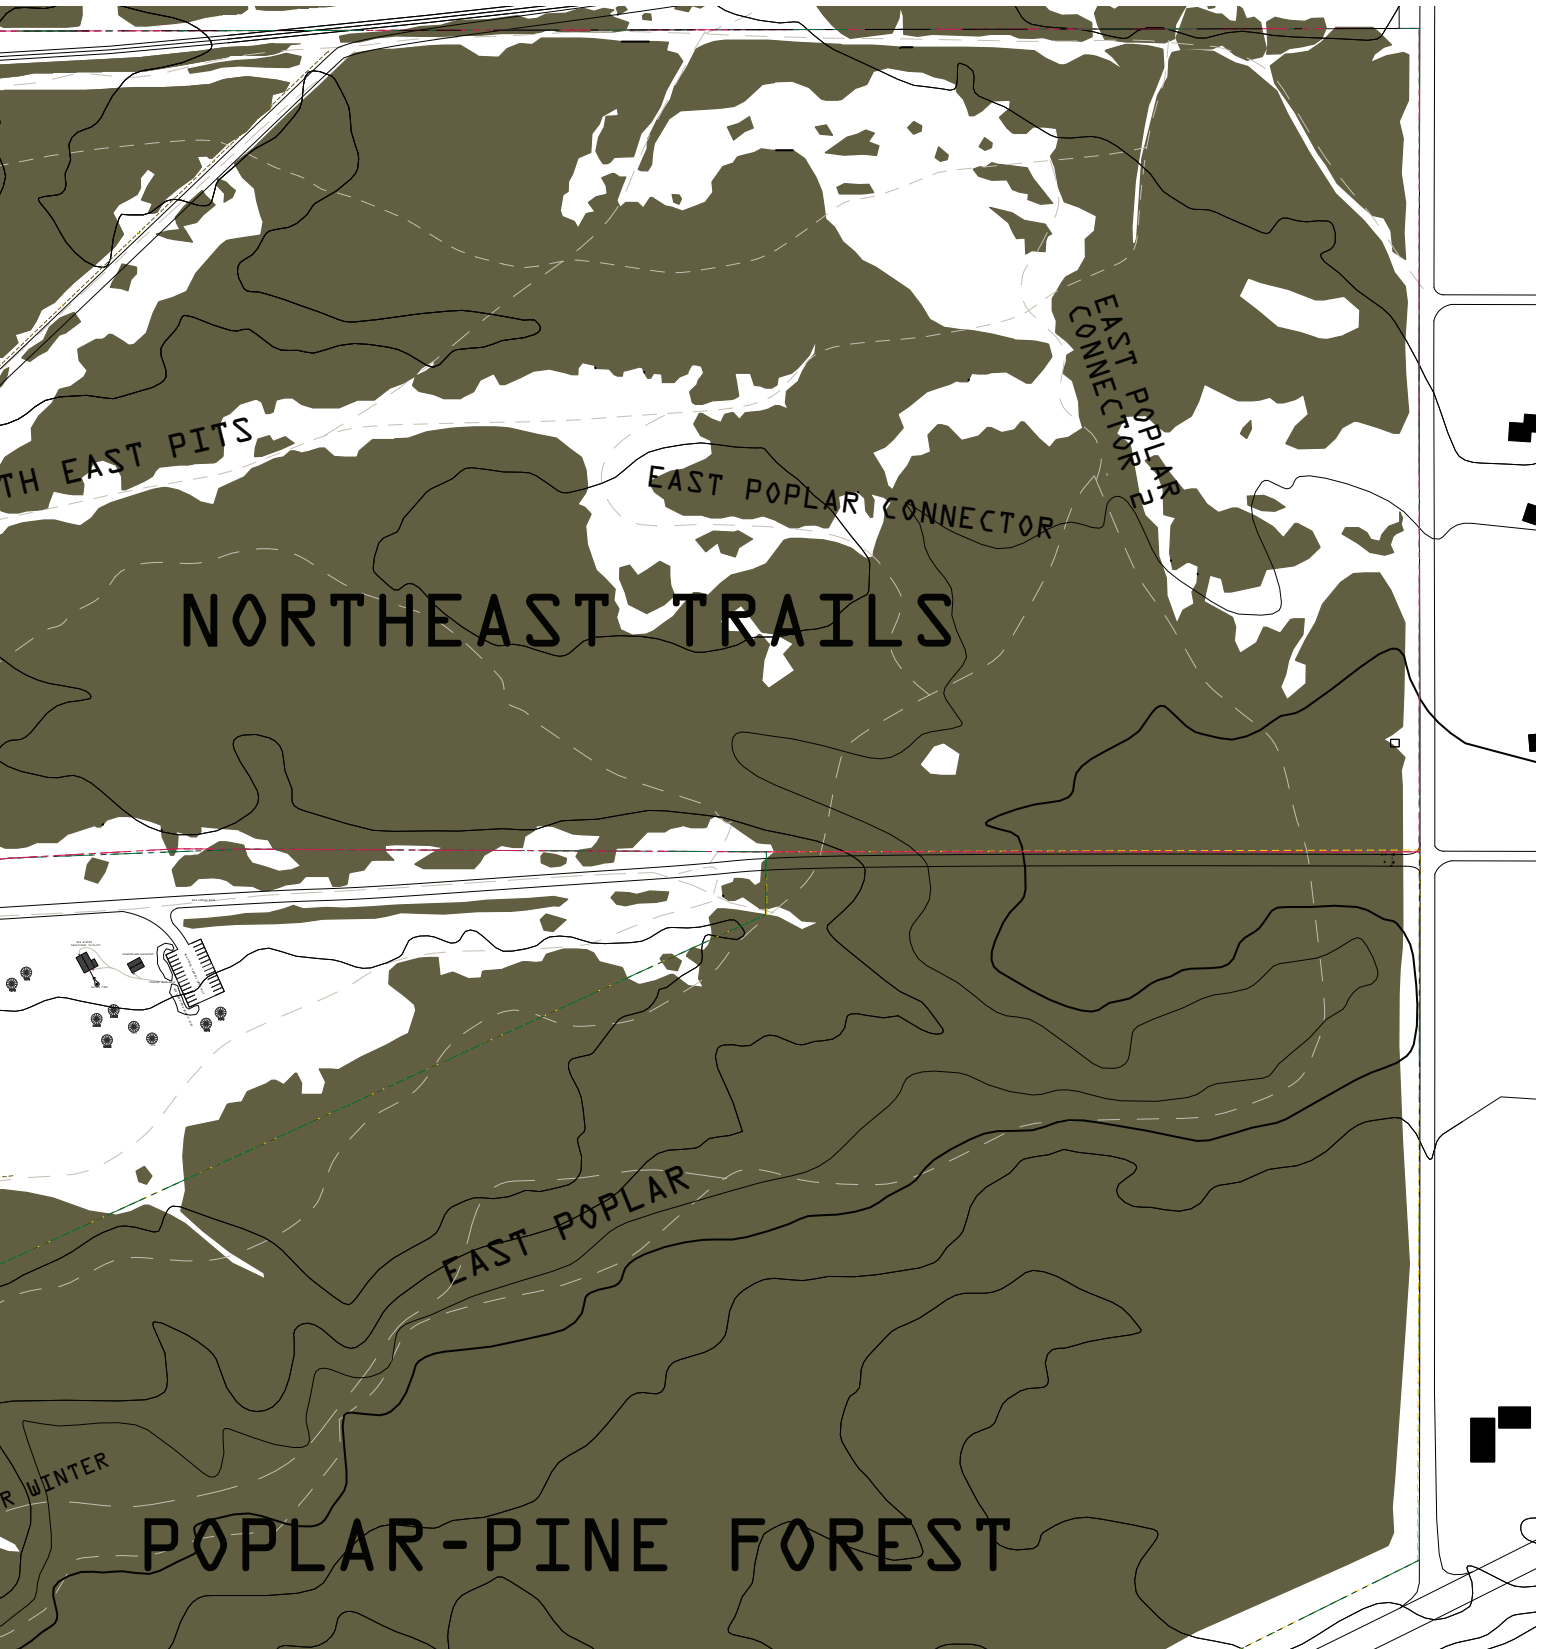 EAST POPLAR
CONNECTOR 2
TH EAST PITS
EAST POPLAR CONNECTOR
NORTHEAST TRAILS
EAST POPLAR
R WINTER
POPLAR-PINE FOREST